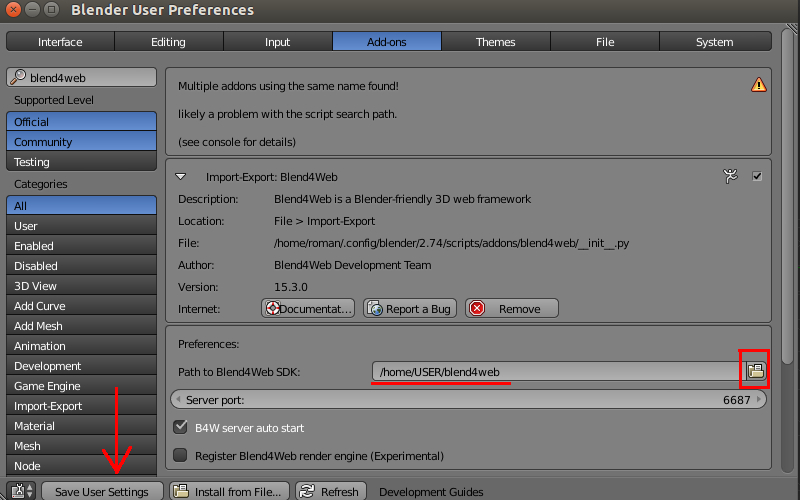 Blender User Preferences
Interface Editing Input Add-ons Themes File System
blend4web
Supported Level
Official
Community
Testing
Categories
All
User
Enabled
Disabled
3D View
Add Curve
Add Mesh
Animation
Development
Game Engine
Import-Export
Material
Mesh
Node
Multiple addons using the same name found!
likely a problem with the script search path.
(see console for details)
Import-Export: Blend4Web
Description: Blend4Web is a Blender-friendly 3D web framework
Location: File > Import-Export
File: /home/roman/.config/blender/2.74/scripts/addons/blend4web/__init__.py
Author: Blend4Web Development Team
Version: 15.3.0
Internet: Documentat... Report a Bug Remove
Preferences:
Path to Blend4Web SDK: /home/USER/blend4web
Server port: 6687
B4W server auto start
Register Blend4Web render engine (Experimental)
Save User Settings Install from File... Refresh Development Guides